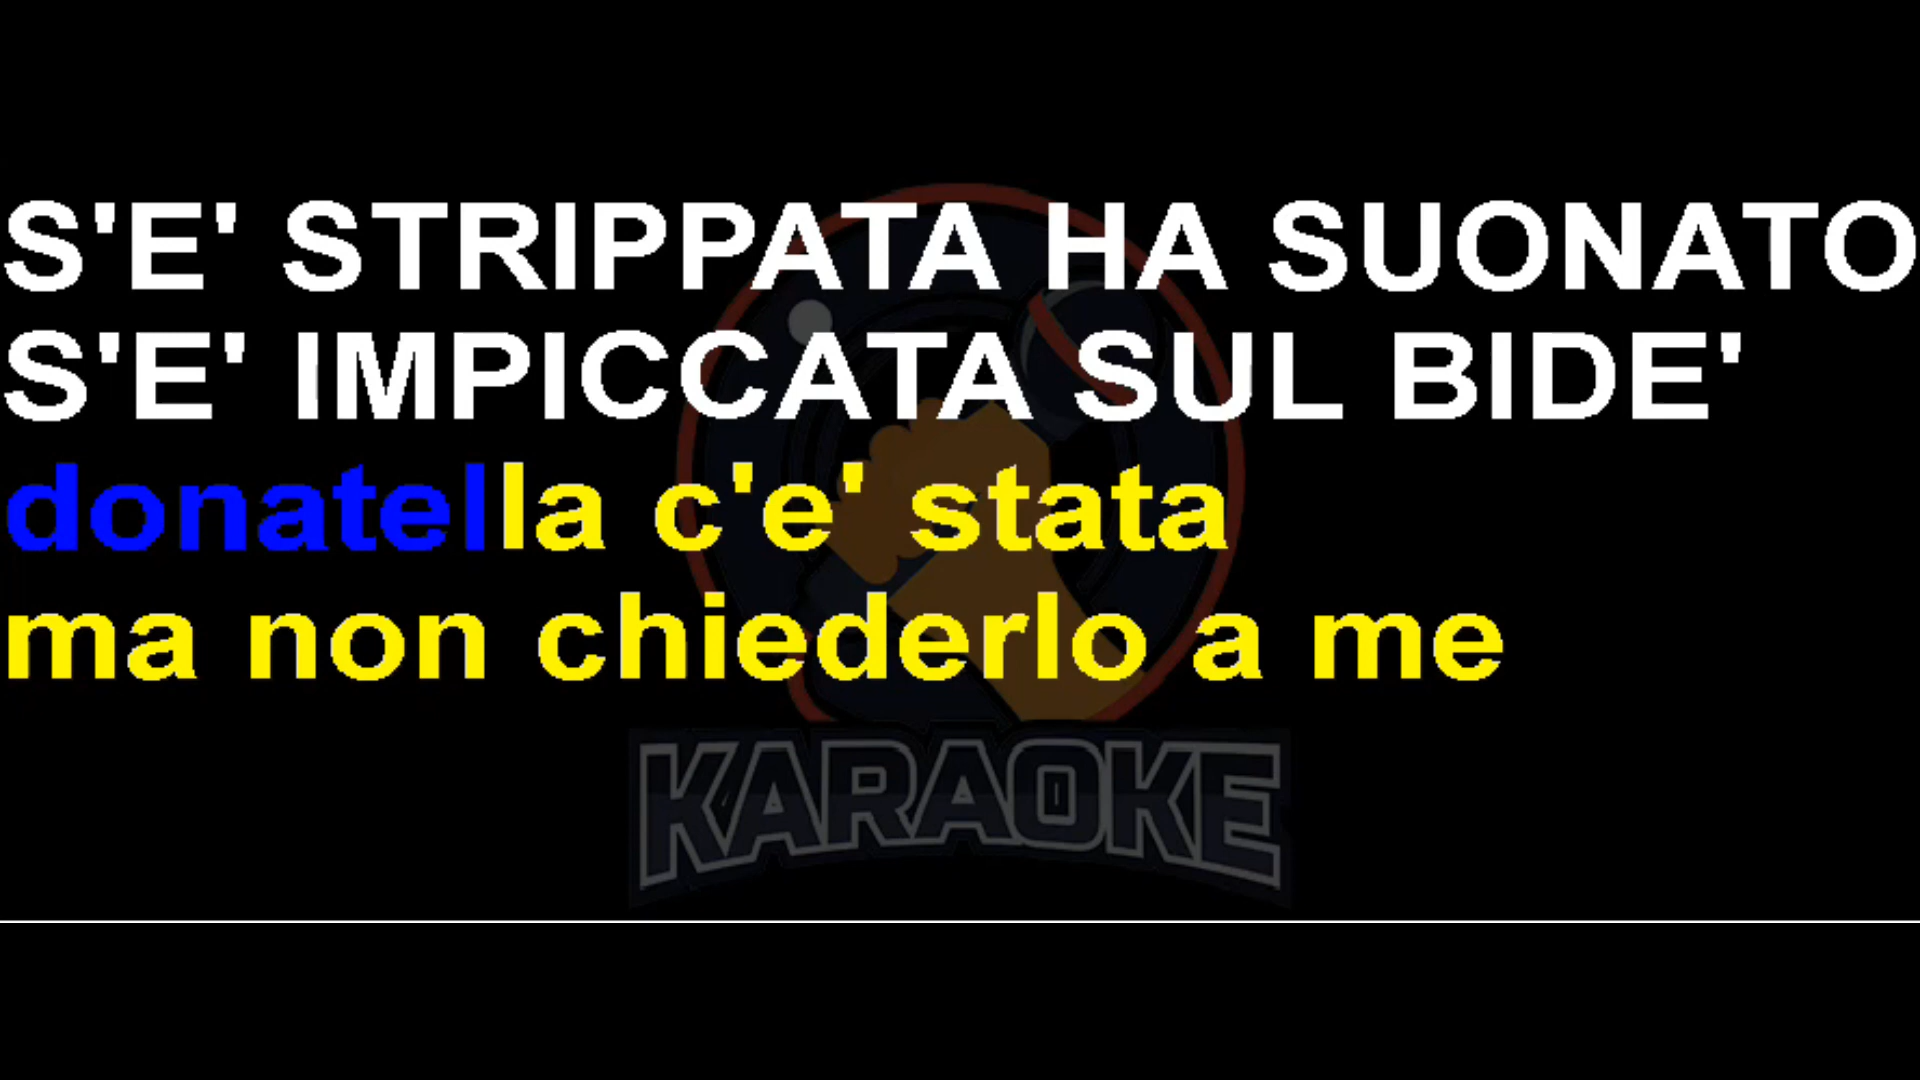 S'E' STRIPPATA HA SUONATO
S'E' IMPICCATA SUL BIDE'
donatella c'e' stata
ma non chiederlo a me
KARAOKE